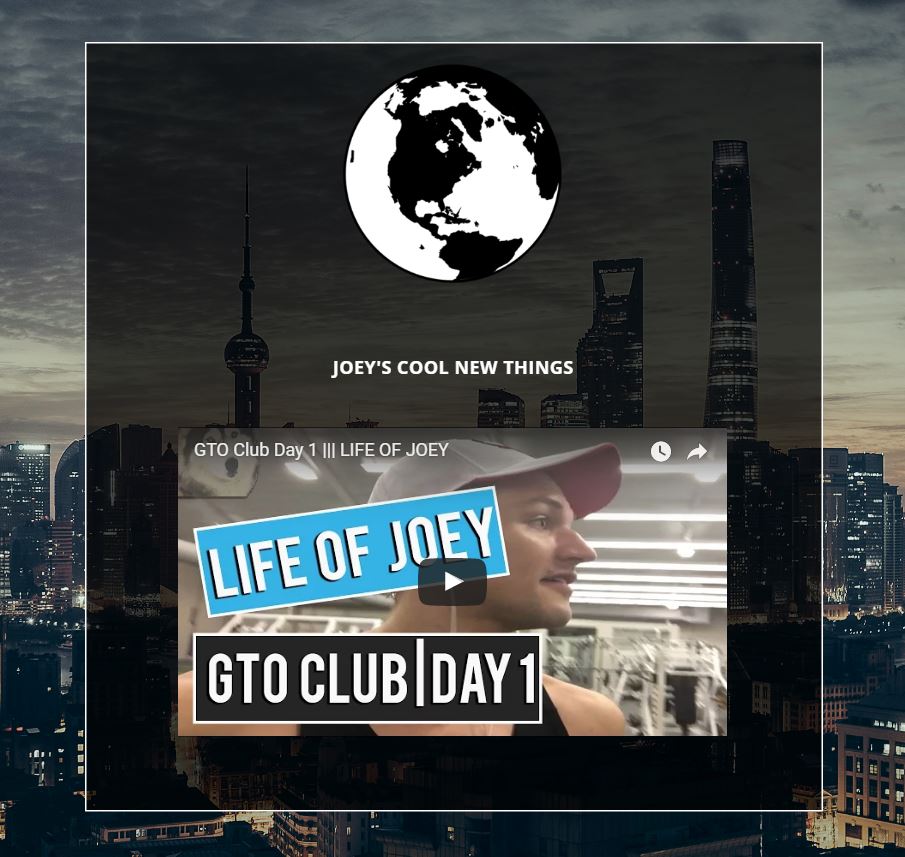 JOEY'S COOL NEW THINGS
GTO Club Day 1 ||| LIFE OF JOEY
LIFE OF JOEY
GTO CLUB|DAY 1